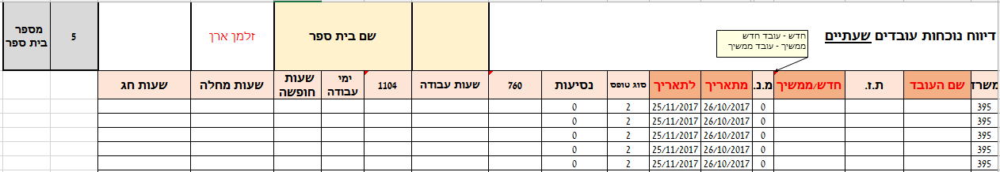 דיווח נוכחות עובדים שעתיים
חדש - עובד חדש
ממשיך - עובד ממשיך
שם בית ספר
זלמן ארן
5
מספר
בית ספר
משרד שם העובד ת.ז. חדש/ממשיך מ.נ. מתאריך לתאריך סוג טופס נסיעות 760 שעות עבודה 1104 ימי עבודה שעות חופשה שעות מחלה שעות חג
395 0 26/10/2017 25/11/2017 2 0
395 0 26/10/2017 25/11/2017 2 0
395 0 26/10/2017 25/11/2017 2 0
395 0 26/10/2017 25/11/2017 2 0
395 0 26/10/2017 25/11/2017 2 0